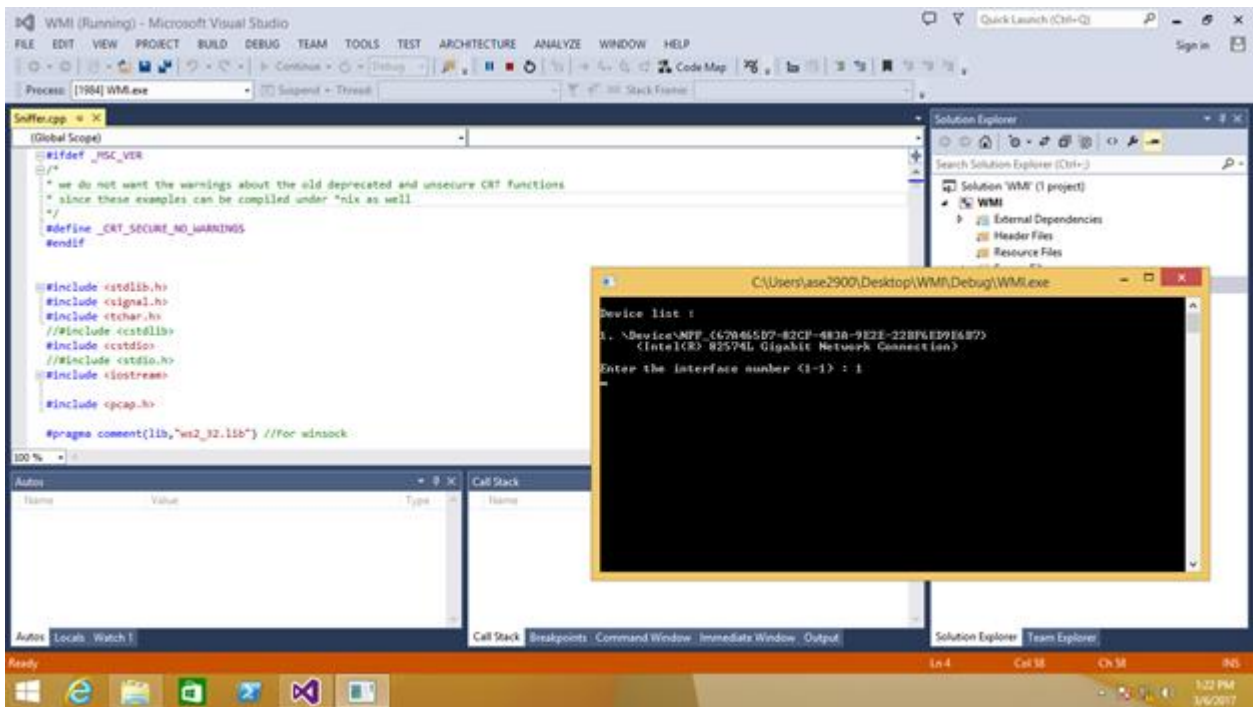 WMI (Running) - Microsoft Visual Studio
Quick Launch (Ctrl+Q)
FILE EDIT VIEW PROJECT BUILD DEBUG TEAM TOOLS TEST ARCHITECTURE ANALYZE WINDOW HELP
Sign in
Continue Debug Code Map
Process: [1984] WMI.exe Suspend Thread: Stack Frame:
Sniffer.cpp
(Global Scope)
#ifdef _MSC_VER
/*
* we do not want the warnings about the old deprecated and unsecure CRT functions
* since these examples can be compiled under *nix as well
*/
#define _CRT_SECURE_NO_WARNINGS
#endif
#include <stdlib.h>
#include <signal.h>
#include <tchar.h>
//#include <cstdlib>
#include <cstdio>
//#include <stdio.h>
#include <iostream>
#include <pcap.h>
#pragma comment(lib,"ws2_32.lib") //For winsock
100 %
Solution Explorer
Search Solution Explorer (Ctrl+;)
Solution 'WMI' (1 project)
WMI
External Dependencies
Header Files
Resource Files
C:\Users\ase2900\Desktop\WMI\Debug\WMI.exe
Device list :
1. \Device\NPF_{67A465D7-82CF-483A-9E2E-22BF6ED9E6B7}
(Intel(R) 82574L Gigabit Network Connection)
Enter the interface number (1-1) : 1
Autos
Name Value Type
Call Stack
Name
Autos Locals Watch 1
Call Stack Breakpoints Command Window Immediate Window Output
Solution Explorer Team Explorer
Ready
Ln 4 Col 38 Ch 38 INS
1:22 PM
3/6/2017